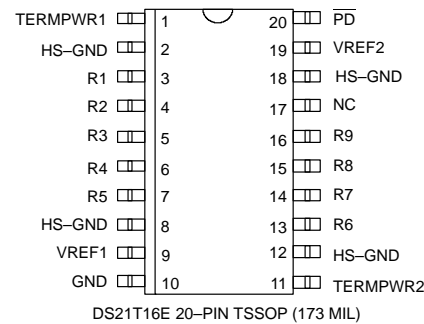 TERMPWR1 1 20 P̅D̅
HS–GND 2 19 VREF2
R1 3 18 HS–GND
R2 4 17 NC
R3 5 16 R9
R4 6 15 R8
R5 7 14 R7
HS–GND 8 13 R6
VREF1 9 12 HS–GND
GND 10 11 TERMPWR2
DS21T16E 20–PIN TSSOP (173 MIL)